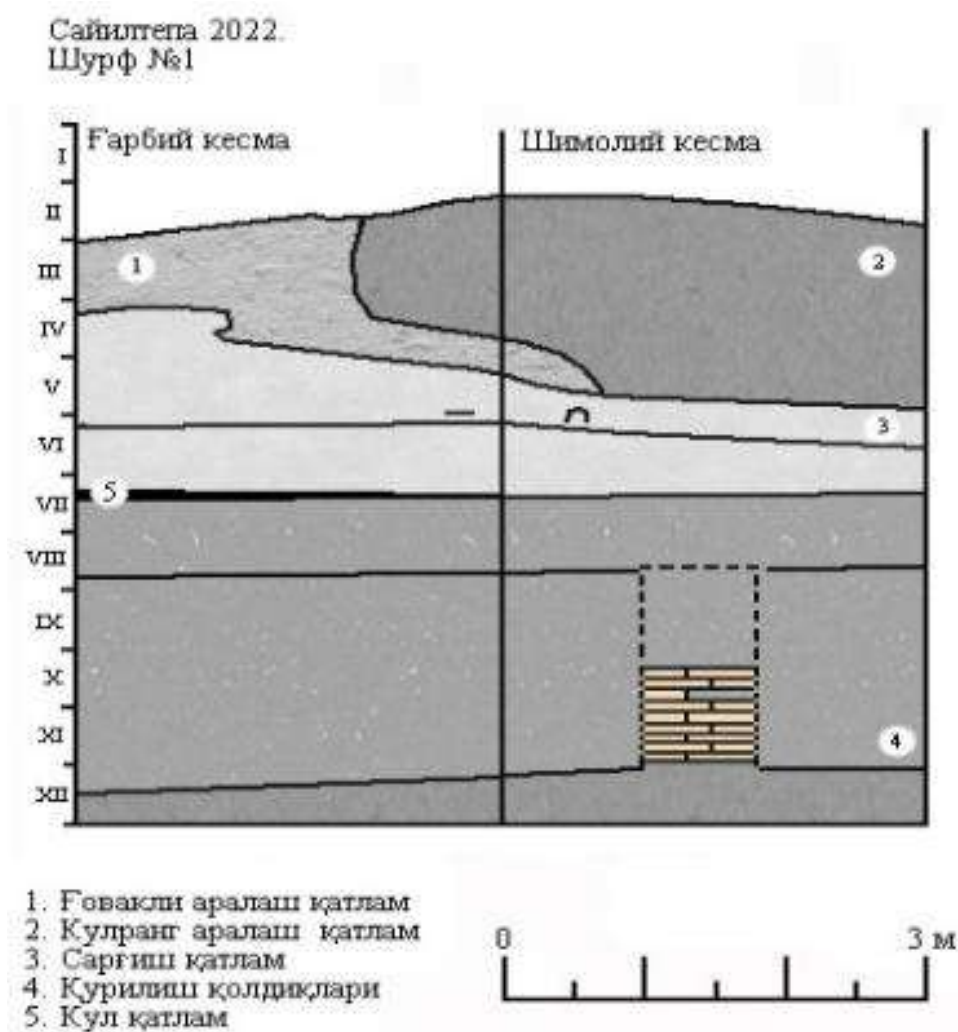 Сайилтепа 2022.
Шурф №1
Ғарбий кесма
Шимолий кесма
I
II
III
IV
V
VI
VII
VIII
IX
X
XI
XII
1
2
3
5
4
1. Ғовакли аралаш қатлам
2. Кулранг аралаш қатлам
3. Сарғиш қатлам
4. Қурилиш қолдиқлари
5. Кул қатлам
0 3 м